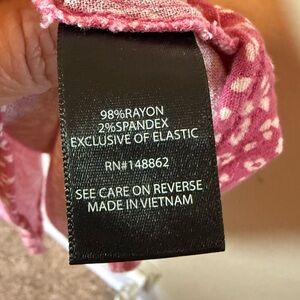 98%RAYON
2%SPANDEX
EXCLUSIVE OF ELASTIC
RN#148862
SEE CARE ON REVERSE
MADE IN VIETNAM